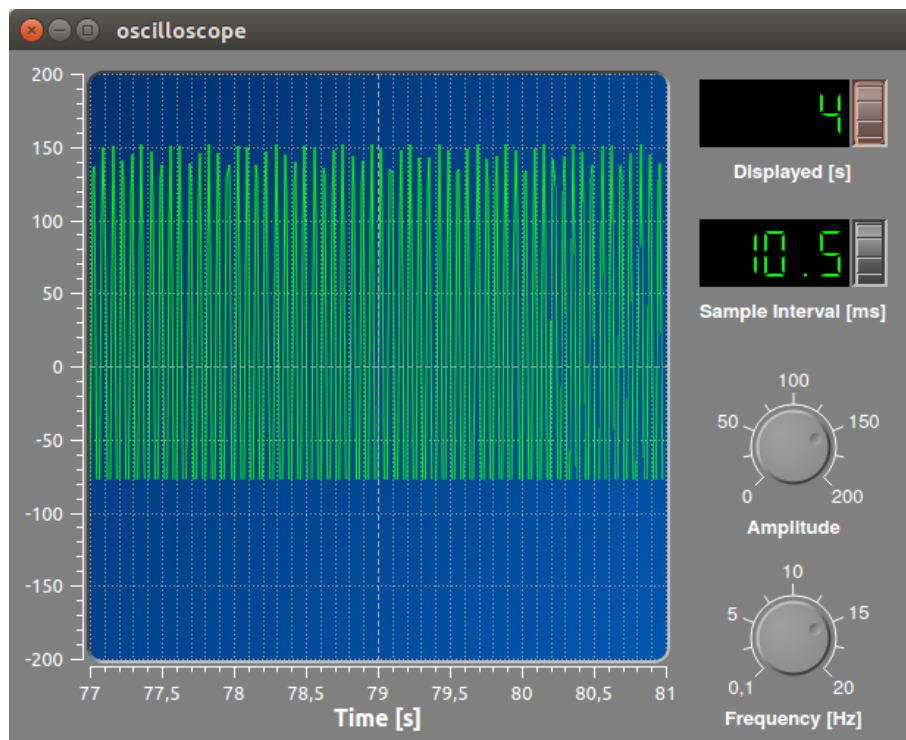 oscilloscope
200
150
100
50
0
-50
-100
-150
-200
77 77,5 78 78,5 79 79,5 80 80,5 81
Time [s]
4
Displayed [s]
10.5
Sample Interval [ms]
100
50 150
0 200
Amplitude
10
5 15
0,1 20
Frequency [Hz]